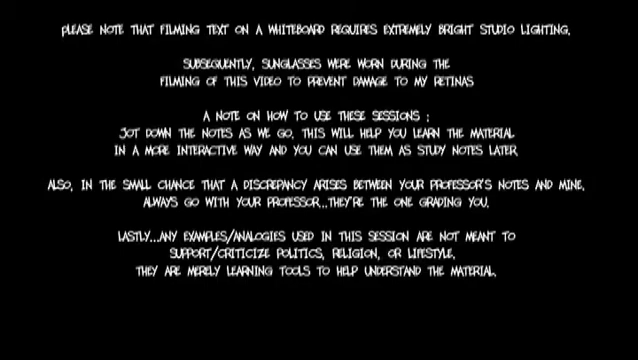 PLEASE NOTE THAT FILMING TEXT ON A WHITEBOARD REQUIRES EXTREMELY BRIGHT STUDIO LIGHTING.
SUBSEQUENTLY, SUNGLASSES WERE WORN DURING THE
FILMING OF THIS VIDEO TO PREVENT DAMAGE TO MY RETINAS
A NOTE ON HOW TO USE THESE SESSIONS :
JOT DOWN THE NOTES AS WE GO. THIS WILL HELP YOU LEARN THE MATERIAL
IN A MORE INTERACTIVE WAY AND YOU CAN USE THEM AS STUDY NOTES LATER.
ALSO, IN THE SMALL CHANCE THAT A DISCREPANCY ARISES BETWEEN YOUR PROFESSOR'S NOTES AND MINE,
ALWAYS GO WITH YOUR PROFESSOR...THEY'RE THE ONE GRADING YOU.
LASTLY...ANY EXAMPLES/ANALOGIES USED IN THIS SESSION ARE NOT MEANT TO
SUPPORT/CRITICIZE POLITICS, RELIGION, OR LIFESTYLE.
THEY ARE MERELY LEARNING TOOLS TO HELP UNDERSTAND THE MATERIAL.